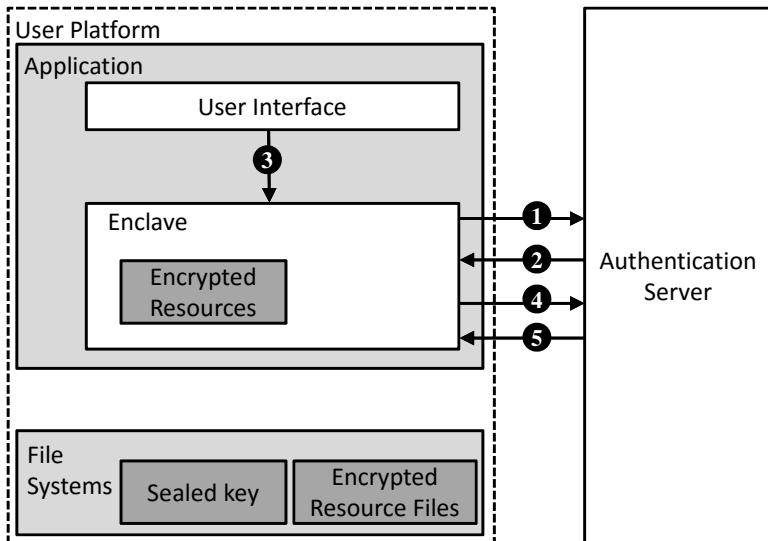 User Platform
Application
User Interface
3
Enclave
1
2
Encrypted
Resources
4
5
Authentication
Server
File
Systems
Sealed key
Encrypted
Resource Files